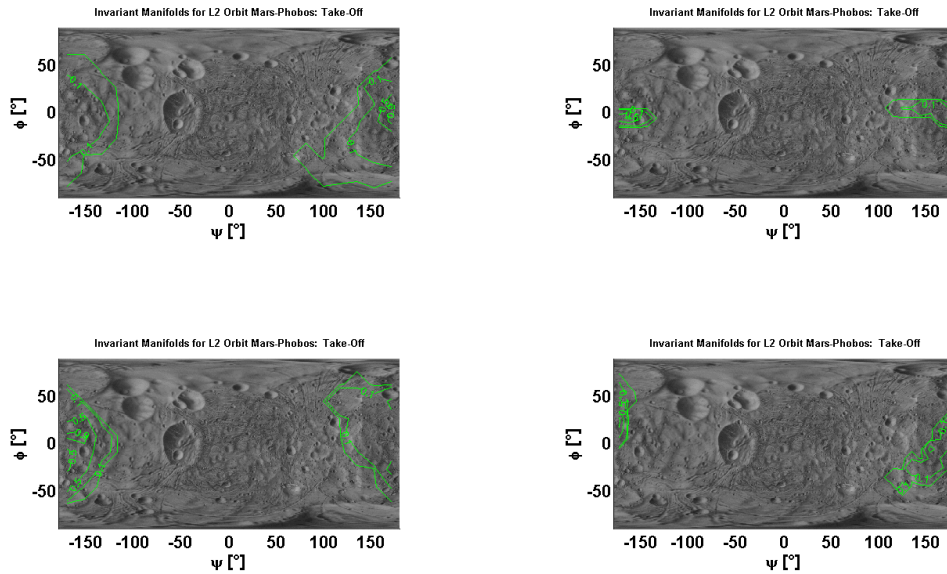 Invariant Manifolds for L2 Orbit Mars-Phobos: Take-Off
50
0
-50
ϕ [°]
-150 -100 -50 0 50 100 150
Ψ [°]
Invariant Manifolds for L2 Orbit Mars-Phobos: Take-Off
50
0
-50
ϕ [°]
-150 -100 -50 0 50 100 150
Ψ [°]
Invariant Manifolds for L2 Orbit Mars-Phobos: Take-Off
50
0
-50
ϕ [°]
-150 -100 -50 0 50 100 150
Ψ [°]
Invariant Manifolds for L2 Orbit Mars-Phobos: Take-Off
50
0
-50
ϕ [°]
-150 -100 -50 0 50 100 150
Ψ [°]